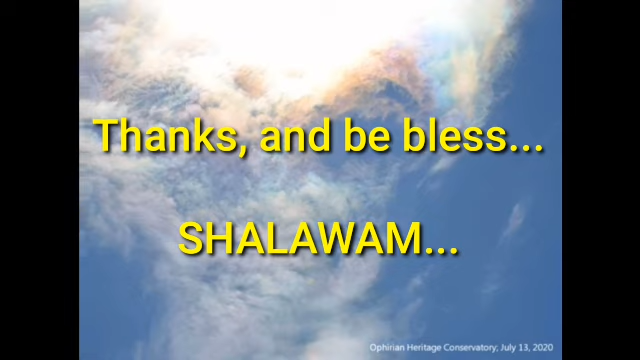 Thanks, and be bless...
SHALAWAM...
Ophirian Heritage Conservatory; July 13, 2020